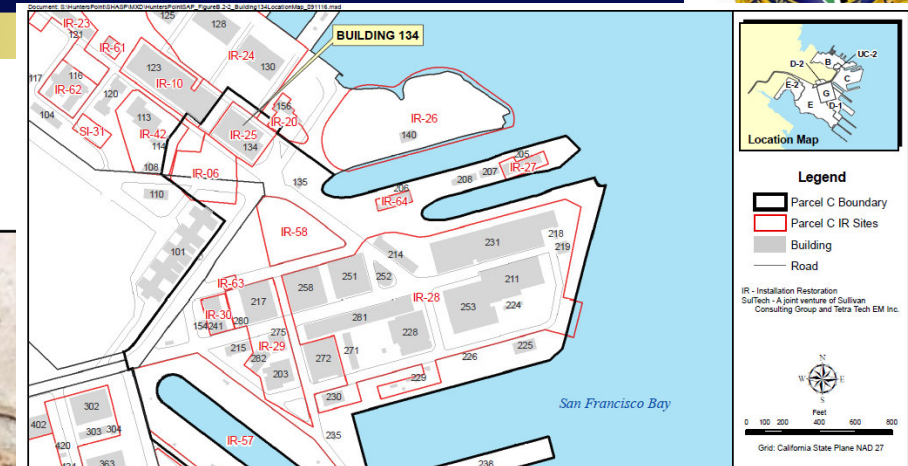 Document: S:\HuntersPoint\SHASP\MXD\HuntersPointSAP_FigureB.2-C_Building134LocationMap_091116.mxd
IR-23
121
125
128
BUILDING 134
IR-61
IR-24
130
123
IR-10
117
116
IR-62
120
104
113
SI-31
IR-42
114
IR-25
134
156
IR-20
IR-26
140
108
IR-06
110
135
205
IR-27
207
208
206
IR-64
101
IR-58
214
231
218
219
IR-63
217
258
251
252
IR-28
211
253
224
IR-30
154
241
280
281
228
275
215
IR-29
282
203
272
271
226
225
229
230
235
302
402
303
304
420
424
363
IR-57
238
San Francisco Bay
UC-2
D-2
B
C
E-2
G
E
D-1
Location Map
Legend
Parcel C Boundary
Parcel C IR Sites
Building
Road
IR - Installation Restoration
SulTech - A joint venture of Sullivan
Consulting Group and Tetra Tech EM Inc.
N
W
E
S
Feet
0 100 200 400 600 800
Grid: California State Plane NAD 27